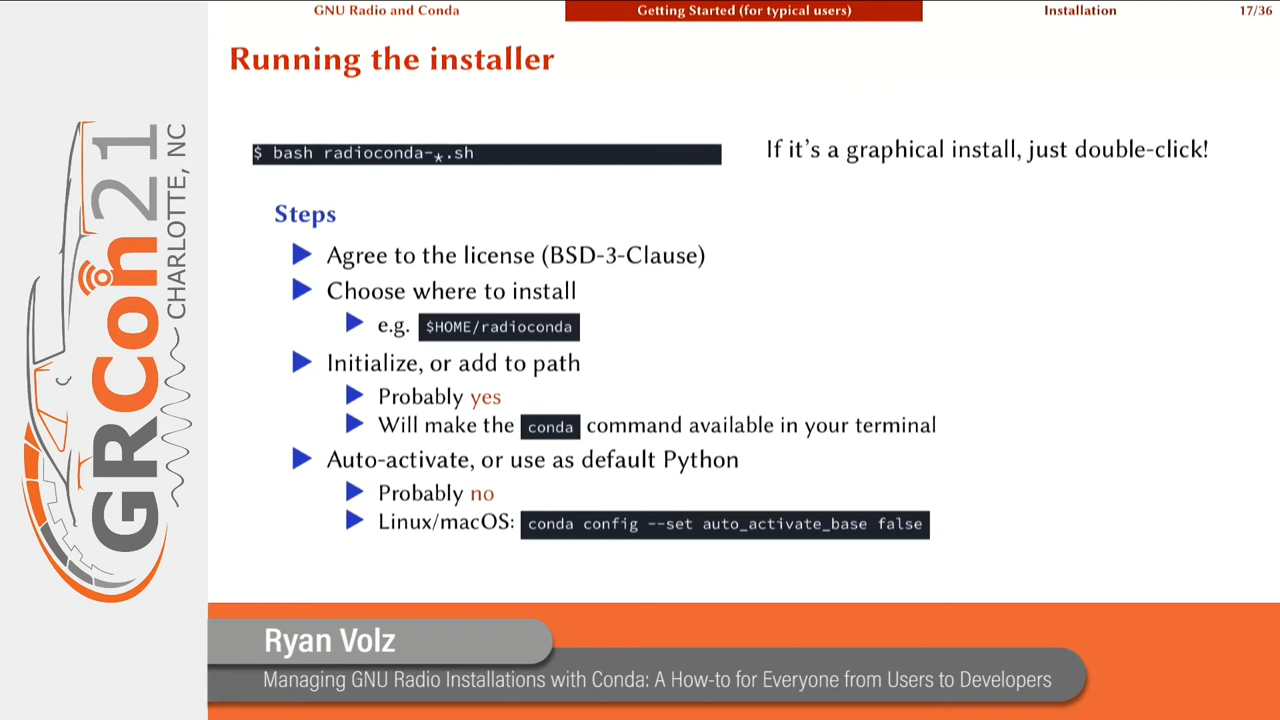 GNU Radio and Conda
Getting Started (for typical users)
Installation
17/36
Running the installer
$ bash radioconda-*.sh
If it's a graphical install, just double-click!
Steps
Agree to the license (BSD-3-Clause)
Choose where to install
e.g. $HOME/radioconda
Initialize, or add to path
Probably yes
Will make the conda command available in your terminal
Auto-activate, or use as default Python
Probably no
Linux/macOS: conda config --set auto_activate_base false
GRCon21
CHARLOTTE, NC
Ryan Volz
Managing GNU Radio Installations with Conda: A How-to for Everyone from Users to Developers